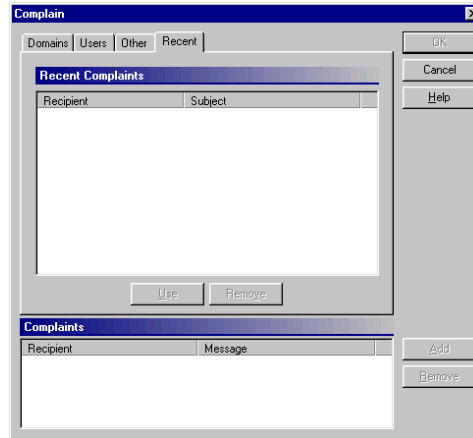 Complain
Domains Users Other Recent
OK
Cancel
Help
Recent Complaints
Recipient Subject
Use Remove
Complaints
Recipient Message
Add
Remove